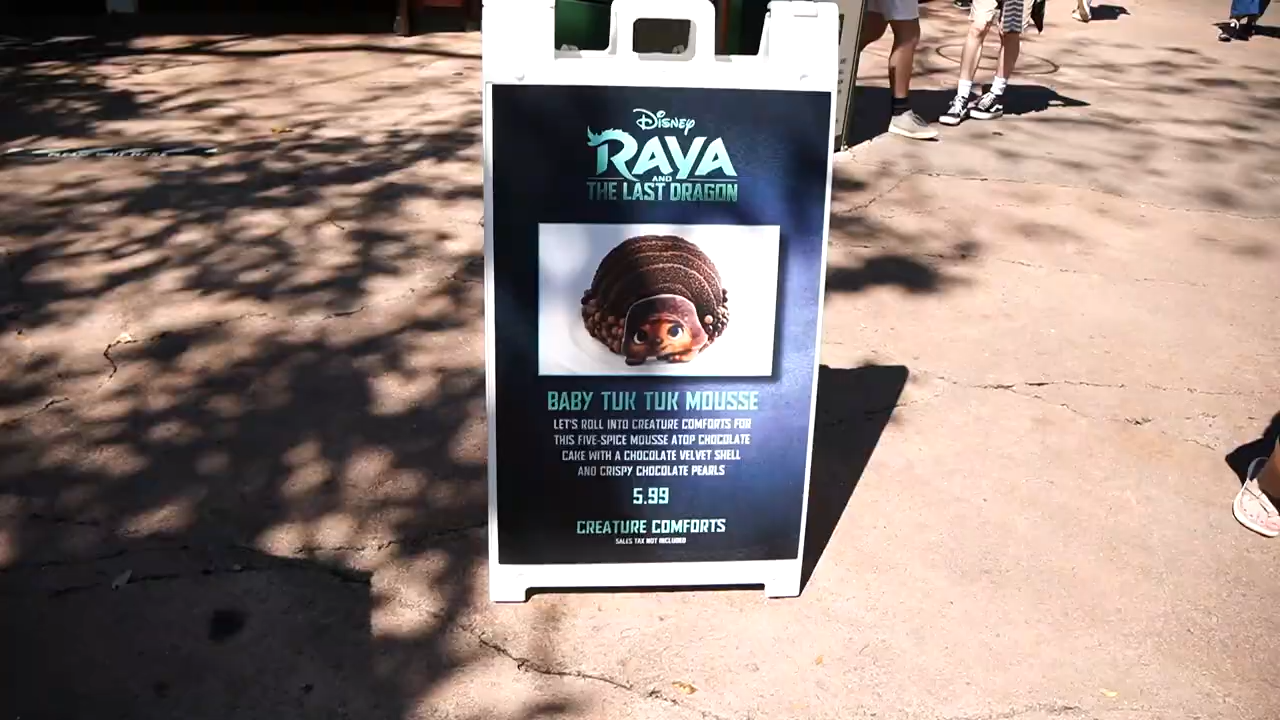 DISNEY
RAYA
AND
THE LAST DRAGON
BABY TUK TUK MOUSSE
LET'S ROLL INTO CREATURE COMFORTS FOR
THIS FIVE-SPICE MOUSSE ATOP CHOCOLATE
CAKE WITH A CHOCOLATE VELVET SHELL
AND CRISPY CHOCOLATE PEARLS
5.99
CREATURE COMFORTS
SALES TAX NOT INCLUDED